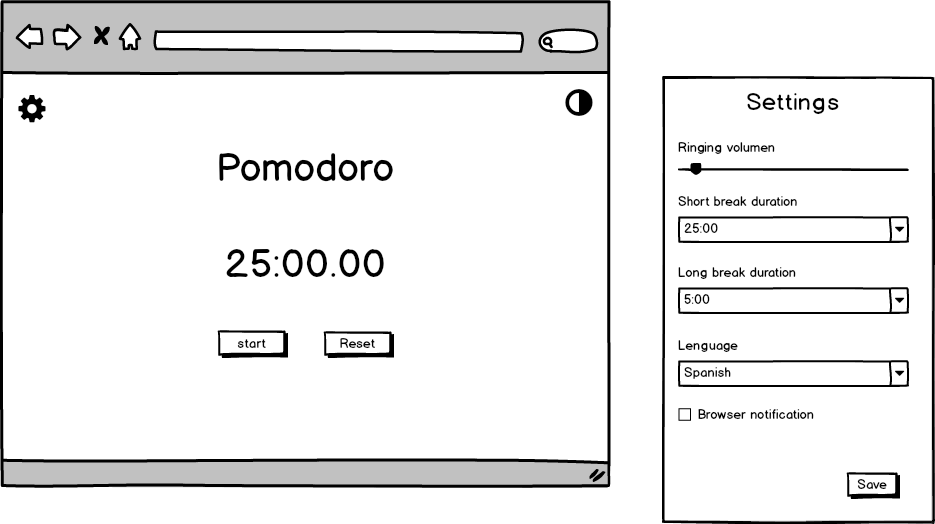 Pomodoro
25:00.00
start
Reset
Settings
Ringing volumen
Short break duration
25:00
Long break duration
5:00
Lenguage
Spanish
Browser notification
Save